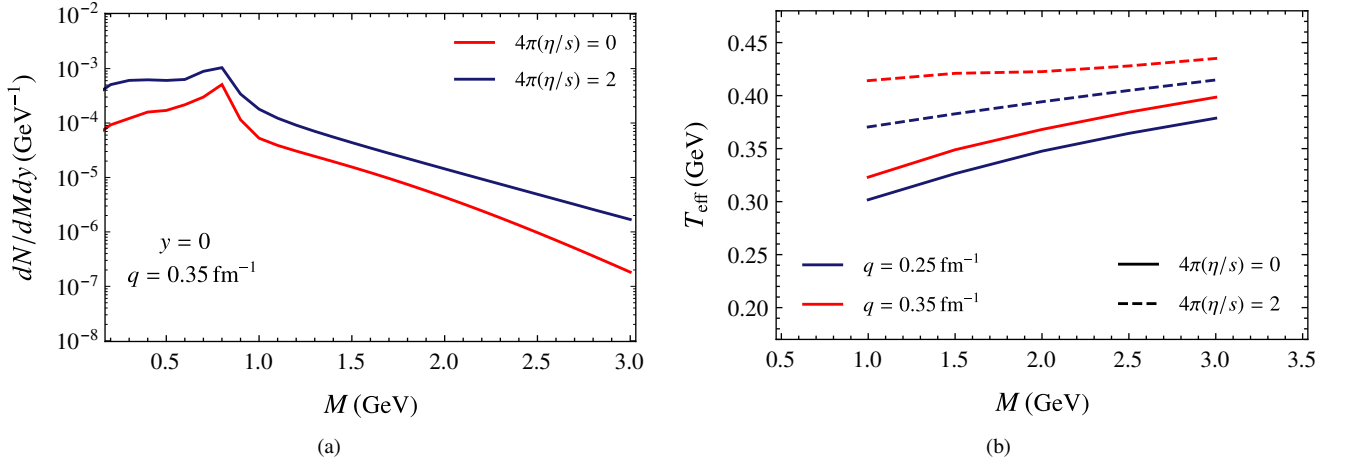 10⁻²
10⁻³
10⁻⁴
10⁻⁵
10⁻⁶
10⁻⁷
10⁻⁸
dN/dMdy (GeV⁻¹)
4π(η/s) = 0
4π(η/s) = 2
y = 0
q = 0.35 fm⁻¹
0.5 1.0 1.5 2.0 2.5 3.0
M (GeV)
(a)
0.45
0.40
0.35
0.30
0.25
0.20
T_eff (GeV)
q = 0.25 fm⁻¹
q = 0.35 fm⁻¹
4π(η/s) = 0
4π(η/s) = 2
0.5 1.0 1.5 2.0 2.5 3.0 3.5
M (GeV)
(b)